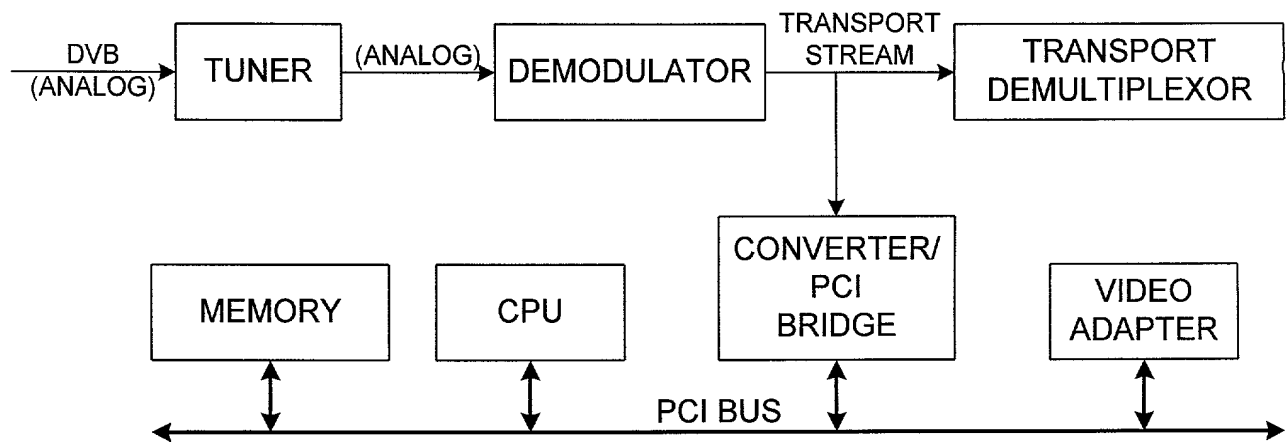 DVB
(ANALOG)
TUNER
(ANALOG)
DEMODULATOR
TRANSPORT
STREAM
TRANSPORT
DEMULTIPLEXOR
MEMORY
CPU
CONVERTER/
PCI
BRIDGE
VIDEO
ADAPTER
PCI BUS